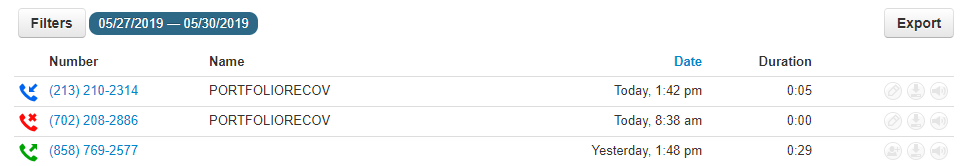 Filters 05/27/2019 — 05/30/2019 Export
Number Name Date Duration
(213) 210-2314 PORTFOLIORECOV Today, 1:42 pm 0:05
(702) 208-2886 PORTFOLIORECOV Today, 8:38 am 0:00
(858) 769-2577 Yesterday, 1:48 pm 0:29